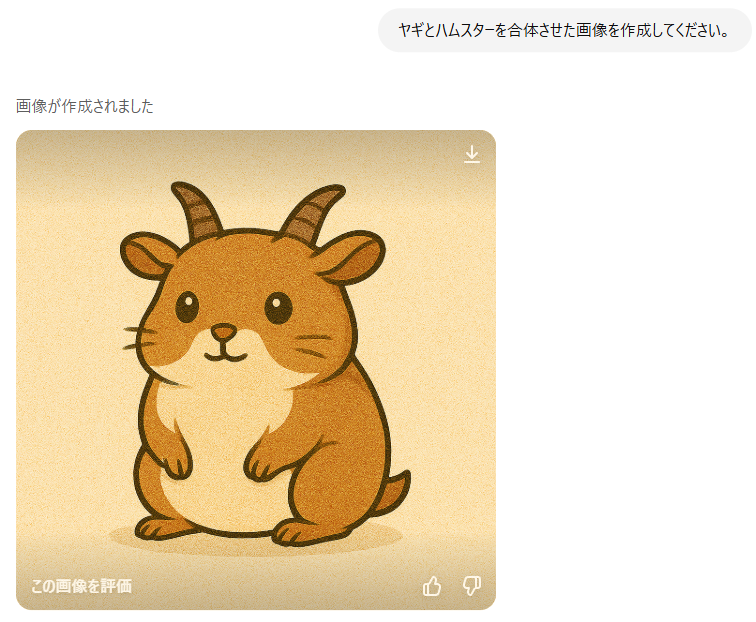 ヤギとハムスターを合体させた画像を作成してください。
画像が作成されました
この画像を評価